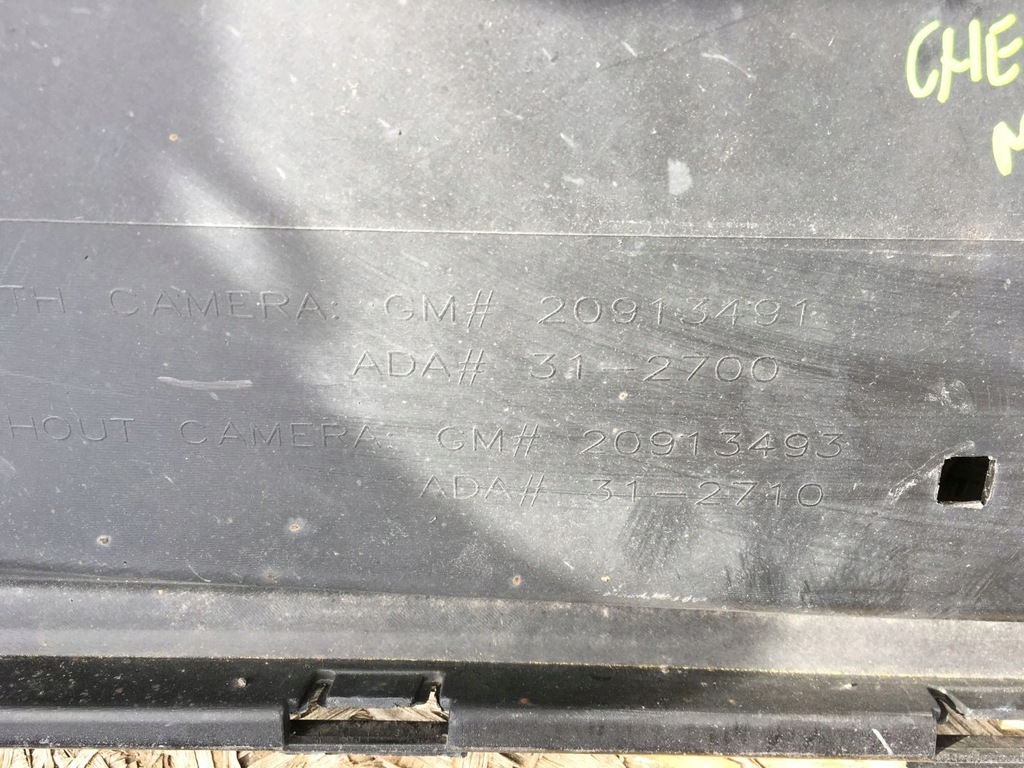 CHE
M
TH CAMERA: GM# 20913491
ADA# 31-2700
HOUT CAMERA: GM# 20913493
ADA# 31-2710